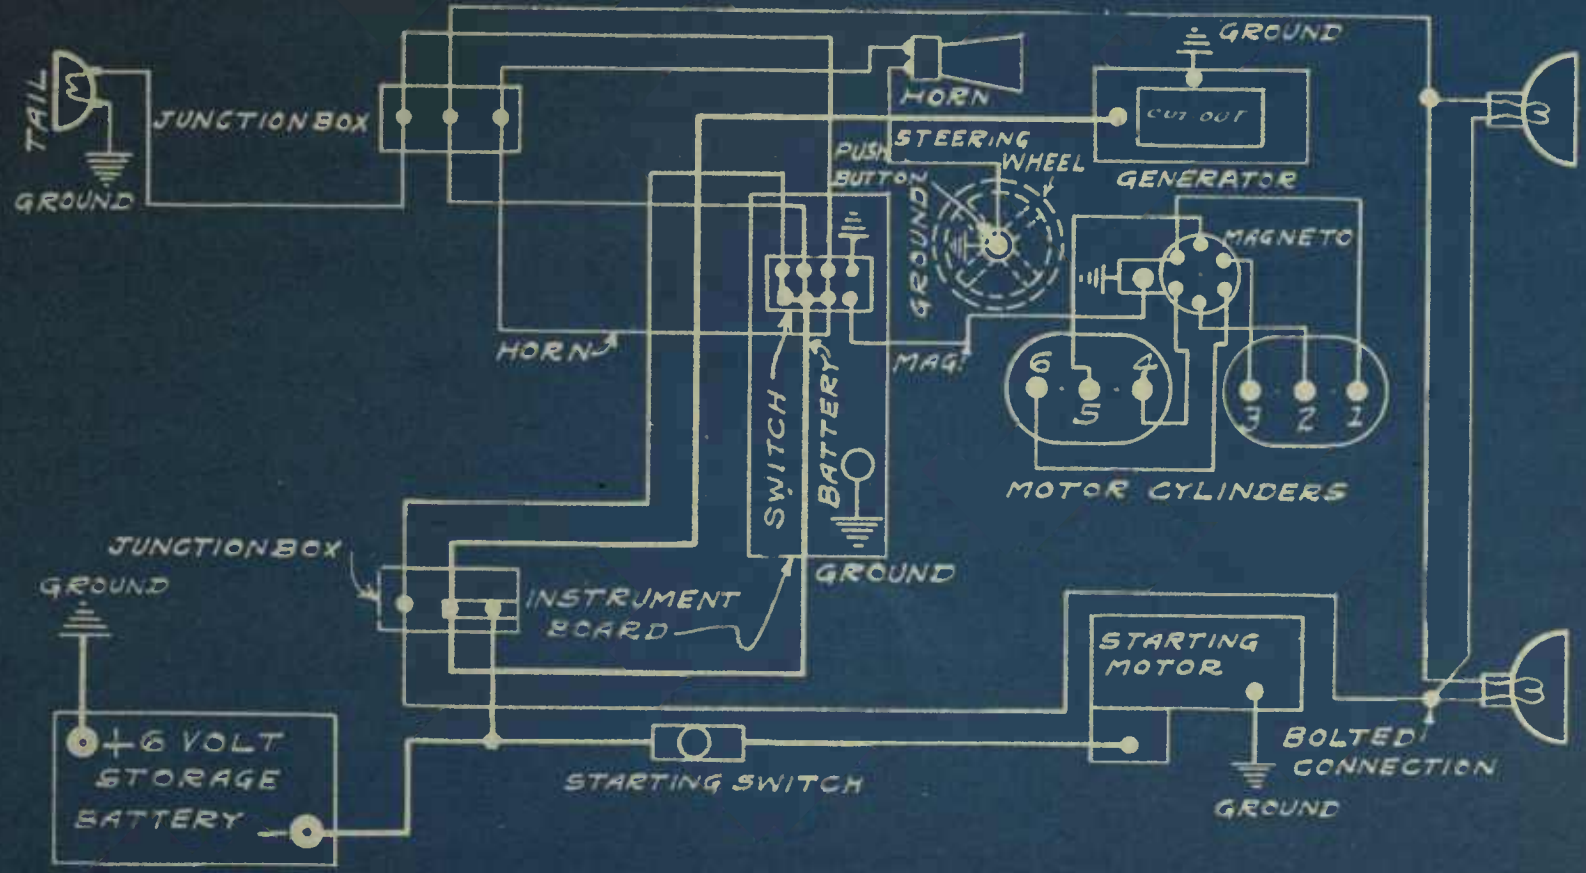 TAIL
GROUND
JUNCTION BOX
HORN
GROUND
CUT OUT
GENERATOR
STEERING
WHEEL
PUSH
BUTTON
GROUND
MAGNETO
HORN
MAG.
SWITCH
BATTERY
6 4
5
3 2 1
MOTOR CYLINDERS
GROUND
JUNCTION BOX
GROUND
INSTRUMENT
BOARD
STARTING
MOTOR
+ 6 VOLT
STORAGE
BATTERY -
STARTING SWITCH
GROUND
BOLTED
CONNECTION